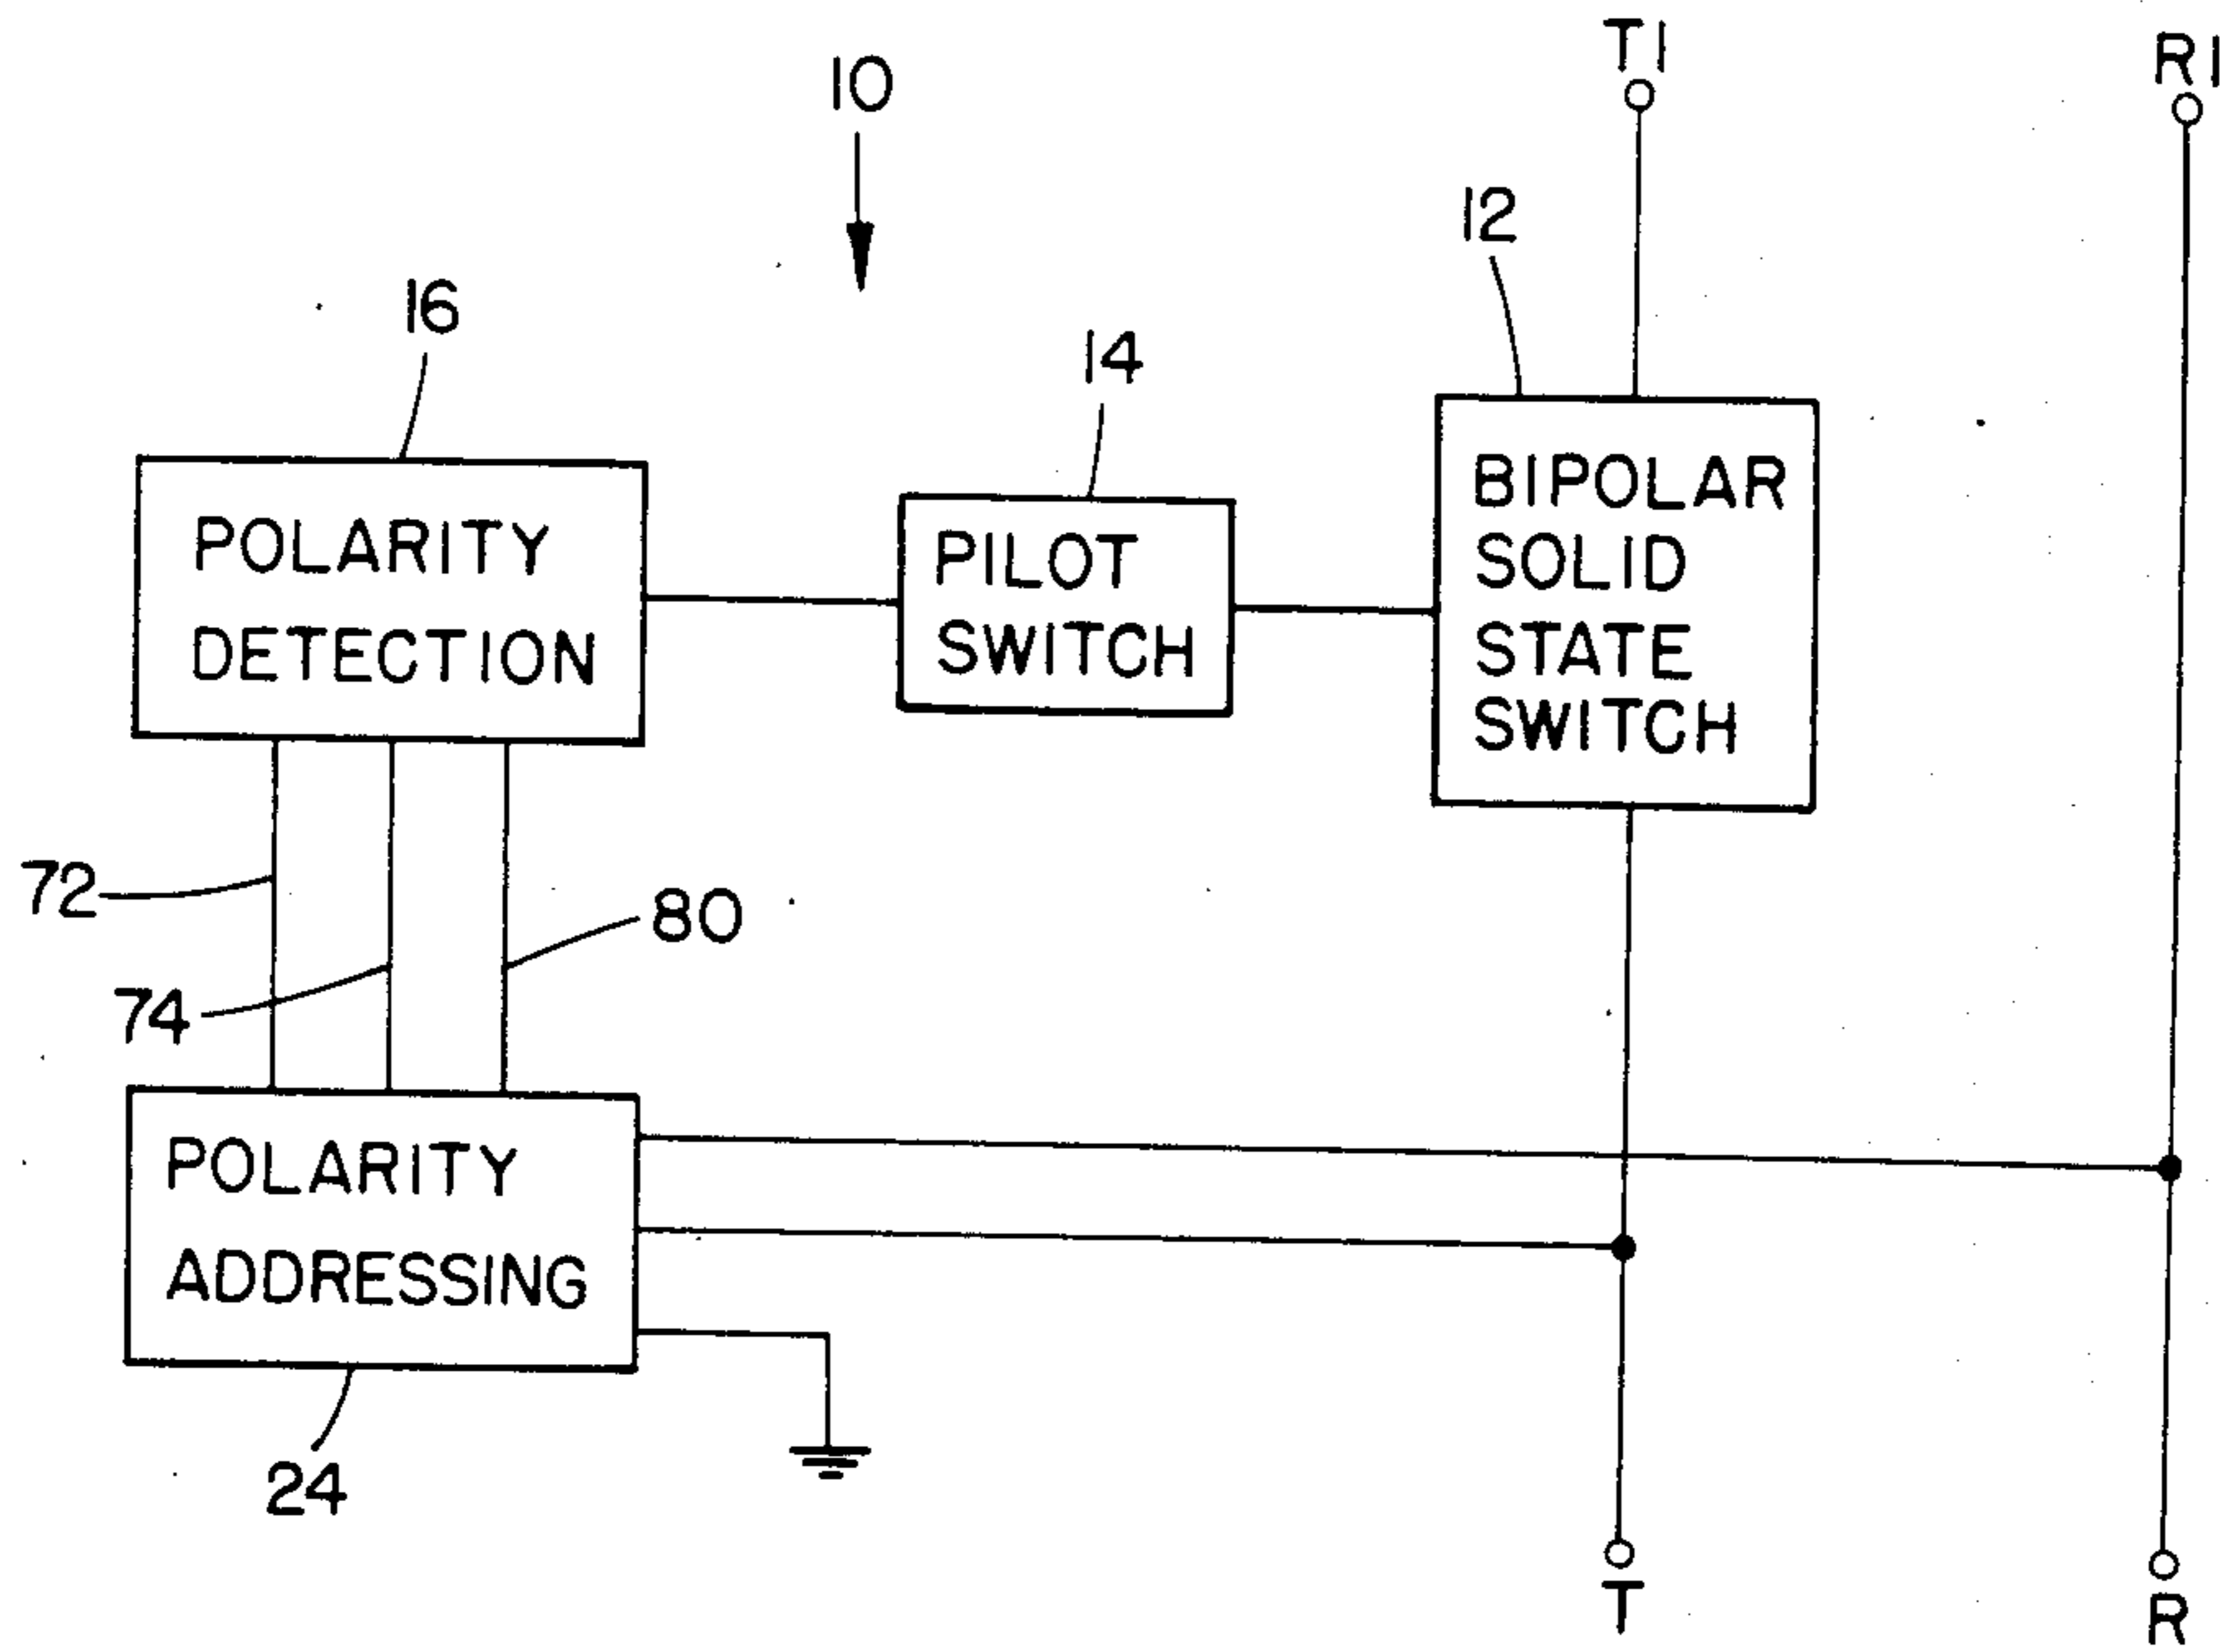 10
T1
R1
12
16
14
POLARITY
DETECTION
PILOT
SWITCH
BIPOLAR
SOLID
STATE
SWITCH
72
80
74
POLARITY
ADDRESSING
24
T
R